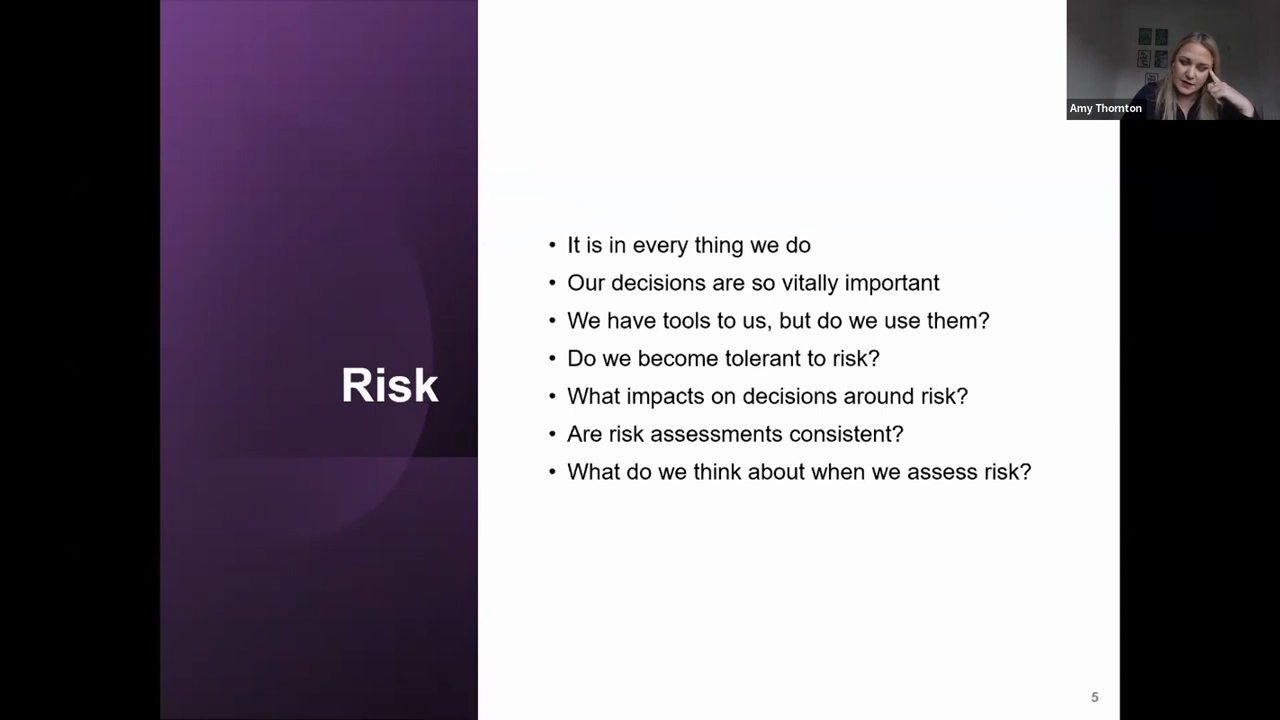 Amy Thornton
Risk
• It is in every thing we do
• Our decisions are so vitally important
• We have tools to us, but do we use them?
• Do we become tolerant to risk?
• What impacts on decisions around risk?
• Are risk assessments consistent?
• What do we think about when we assess risk?
5